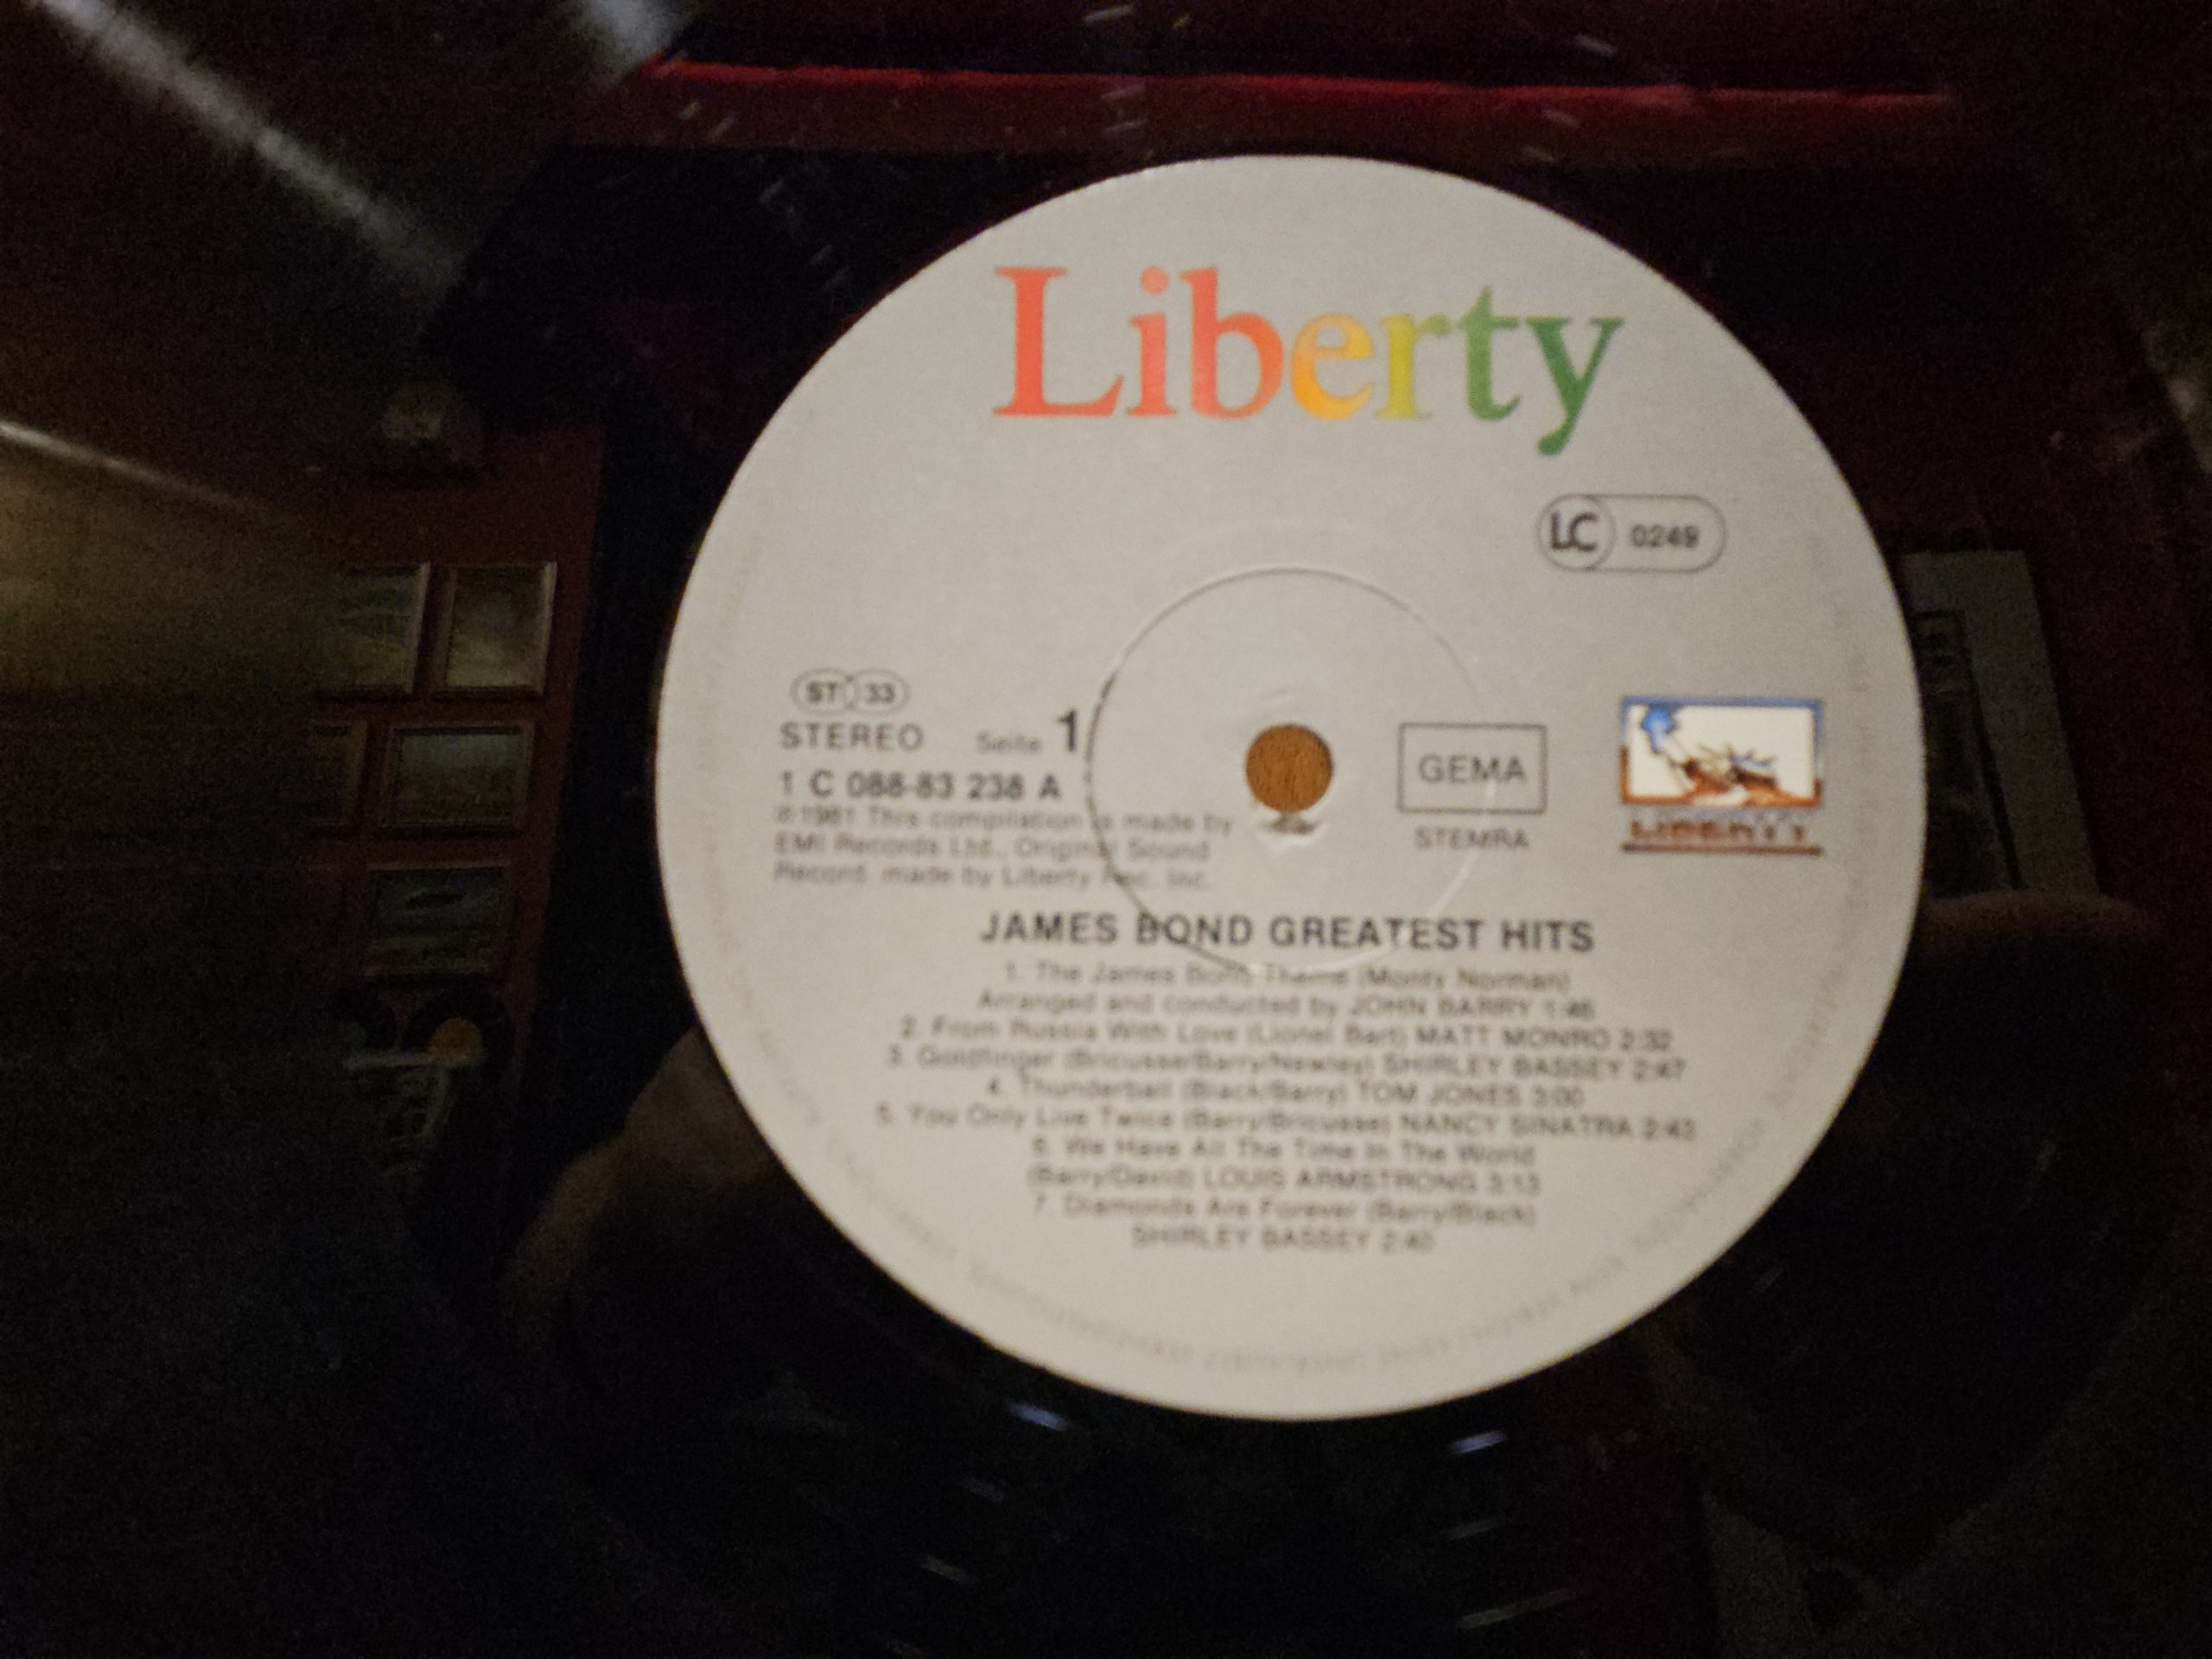 Liberty
LC 0249
ST 33
STEREO Seite 1
1 C 088-83 238 A
℗ 1981 This compilation is made by
EMI Records Ltd., Original Sound
Record. made by Liberty Rec. Inc.
GEMA
STEMRA
LIBERTY
JAMES BOND GREATEST HITS
1. The James Bond Theme (Monty Norman)
Arranged and conducted by JOHN BARRY 1:46
2. From Russia With Love (Lionel Bart) MATT MONRO 2:32
3. Goldfinger (Bricusse/Barry/Newley) SHIRLEY BASSEY 2:47
4. Thunderball (Black/Barry) TOM JONES 3:00
5. You Only Live Twice (Barry/Bricusse) NANCY SINATRA 2:43
6. We Have All The Time In The World
(Barry/David) LOUIS ARMSTRONG 3:13
7. Diamonds Are Forever (Barry/Black)
SHIRLEY BASSEY 2:40